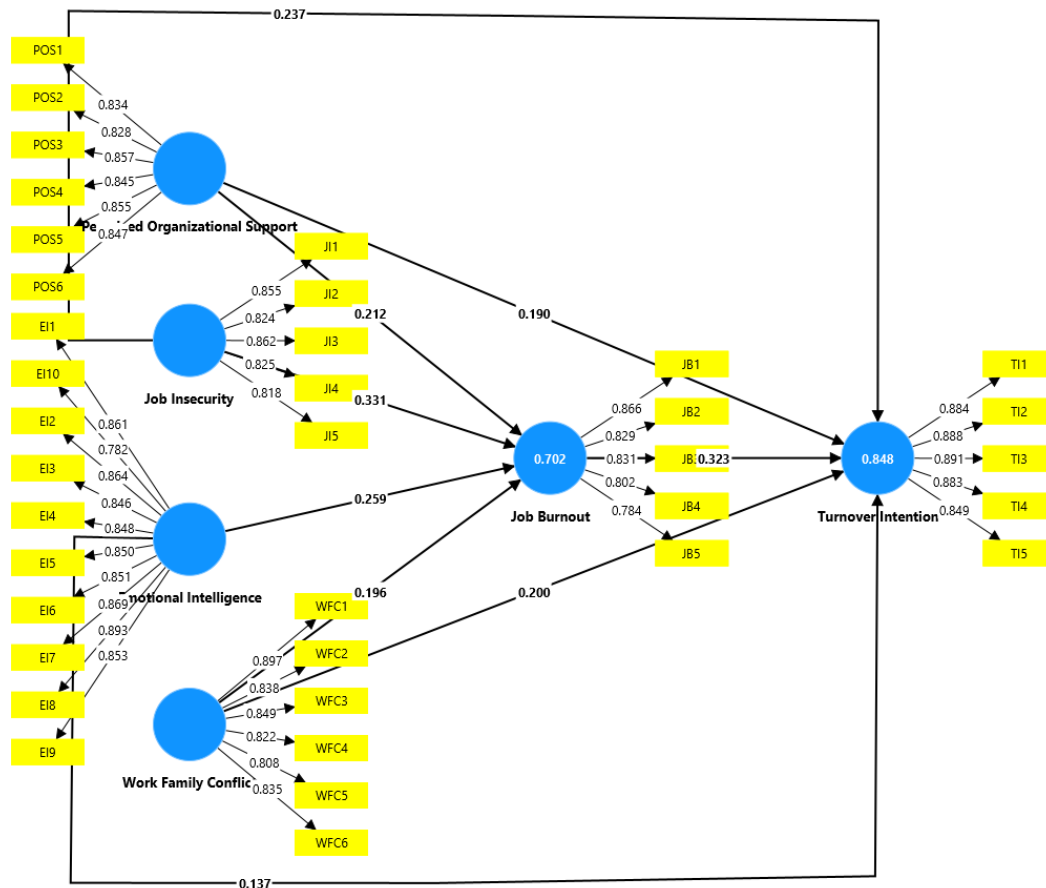 0.237
POS1
POS2
POS3
POS4
POS5
POS6
0.834
0.828
0.857
0.845
0.855
0.847
Organizational Support
JI1
JI2
JI3
JI4
JI5
0.855
0.824
0.862
0.825
0.818
Job Insecurity
0.212
0.190
0.331
EI1
EI10
EI2
EI3
EI4
EI5
EI6
EI7
EI8
EI9
0.861
0.782
0.864
0.846
0.848
0.850
0.851
0.869
0.893
0.853
Intelligence
0.259
0.702
Job Burnout
JB1
JB2
JB4
JB5
0.866
0.829
0.831
0.802
0.784
0.323
0.848
Turnover Intention
TI1
TI2
TI3
TI4
TI5
0.884
0.888
0.891
0.883
0.849
0.196
0.200
WFC1
WFC2
WFC3
WFC4
WFC5
WFC6
0.897
0.838
0.849
0.822
0.808
0.835
Work Family Conflic
0.137